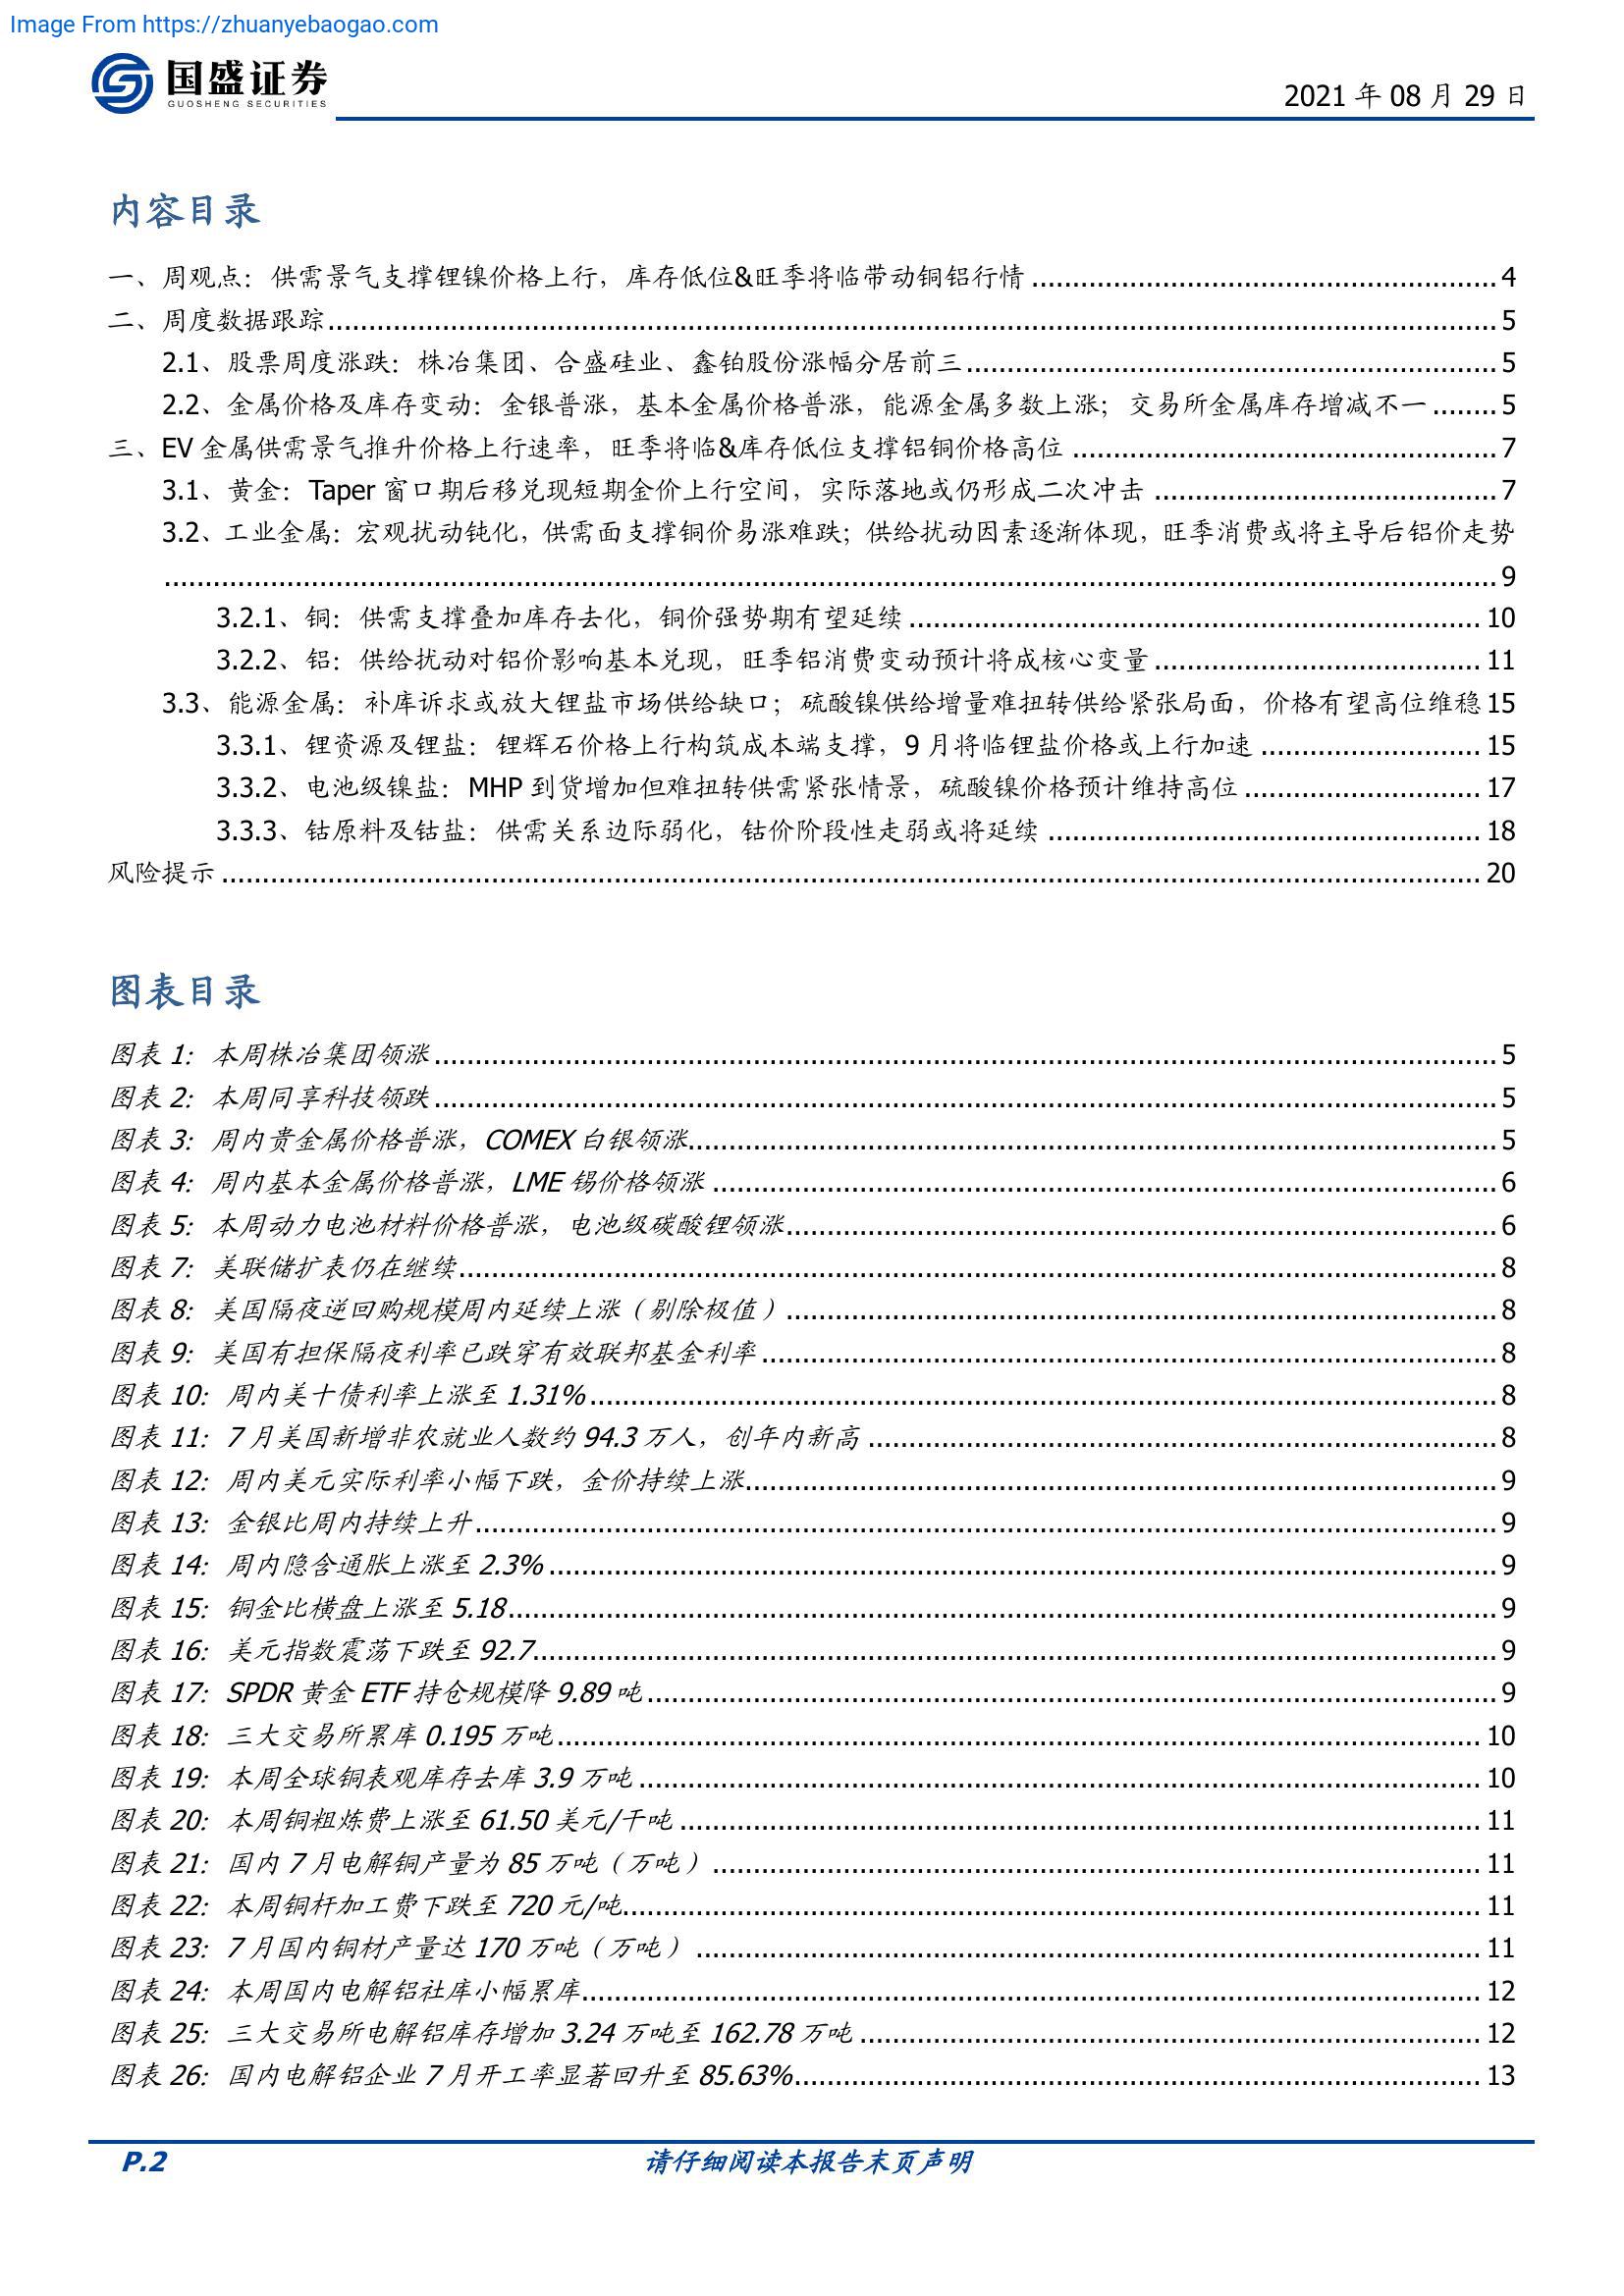 Image From https://zhuanyebaogao.com
国盛证券
GUOSHENG SECURITIES
2021 年 08 月 29 日
内容目录
一、周观点：供需景气支撑锂镍价格上行，库存低位&旺季将临带动铜铝行情 4
二、周度数据跟踪 5
2.1、股票周度涨跌：株冶集团、合盛硅业、鑫铂股份涨幅分居前三 5
2.2、金属价格及库存变动：金银普涨，基本金属价格普涨，能源金属多数上涨；交易所金属库存增减不一 5
三、EV 金属供需景气推升价格上行速率，旺季将临&库存低位支撑铝铜价格高位 7
3.1、黄金：Taper 窗口期后移兑现短期金价上行空间，实际落地或仍形成二次冲击 7
3.2、工业金属：宏观扰动钝化，供需面支撑铜价易涨难跌；供给扰动因素逐渐体现，旺季消费或将主导后铝价走势
9
3.2.1、铜：供需支撑叠加库存去化，铜价强势期有望延续 10
3.2.2、铝：供给扰动对铝价影响基本兑现，旺季铝消费变动预计将成核心变量 11
3.3、能源金属：补库诉求或放大锂盐市场供给缺口；硫酸镍供给增量难扭转供给紧张局面，价格有望高位维稳 15
3.3.1、锂资源及锂盐：锂辉石价格上行构筑成本端支撑，9 月将临锂盐价格或上行加速 15
3.3.2、电池级镍盐：MHP 到货增加但难扭转供需紧张情景，硫酸镍价格预计维持高位 17
3.3.3、钴原料及钴盐：供需关系边际弱化，钴价阶段性走弱或将延续 18
风险提示 20
图表目录
图表 1：本周株冶集团领涨 5
图表 2：本周同享科技领跌 5
图表 3：周内贵金属价格普涨，COMEX 白银领涨 5
图表 4：周内基本金属价格普涨，LME 锡价格领涨 6
图表 5：本周动力电池材料价格普涨，电池级碳酸锂领涨 6
图表 7：美联储扩表仍在继续 8
图表 8：美国隔夜逆回购规模周内延续上涨（剔除极值） 8
图表 9：美国有担保隔夜利率已跌穿有效联邦基金利率 8
图表 10：周内美十债利率上涨至 1.31% 8
图表 11：7 月美国新增非农就业人数约 94.3 万人，创年内新高 8
图表 12：周内美元实际利率小幅下跌，金价持续上涨 9
图表 13：金银比周内持续上升 9
图表 14：周内隐含通胀上涨至 2.3% 9
图表 15：铜金比横盘上涨至 5.18 9
图表 16：美元指数震荡下跌至 92.7 9
图表 17：SPDR 黄金 ETF 持仓规模降 9.89 吨 9
图表 18：三大交易所累库 0.195 万吨 10
图表 19：本周全球铜表观库存去库 3.9 万吨 10
图表 20：本周铜粗炼费上涨至 61.50 美元/干吨 11
图表 21：国内 7 月电解铜产量为 85 万吨（万吨） 11
图表 22：本周铜杆加工费下跌至 720 元/吨 11
图表 23：7 月国内铜材产量达 170 万吨（万吨） 11
图表 24：本周国内电解铝社库小幅累库 12
图表 25：三大交易所电解铝库存增加 3.24 万吨至 162.78 万吨 12
图表 26：国内电解铝企业 7 月开工率显著回升至 85.63% 13
P.2
请仔细阅读本报告末页声明